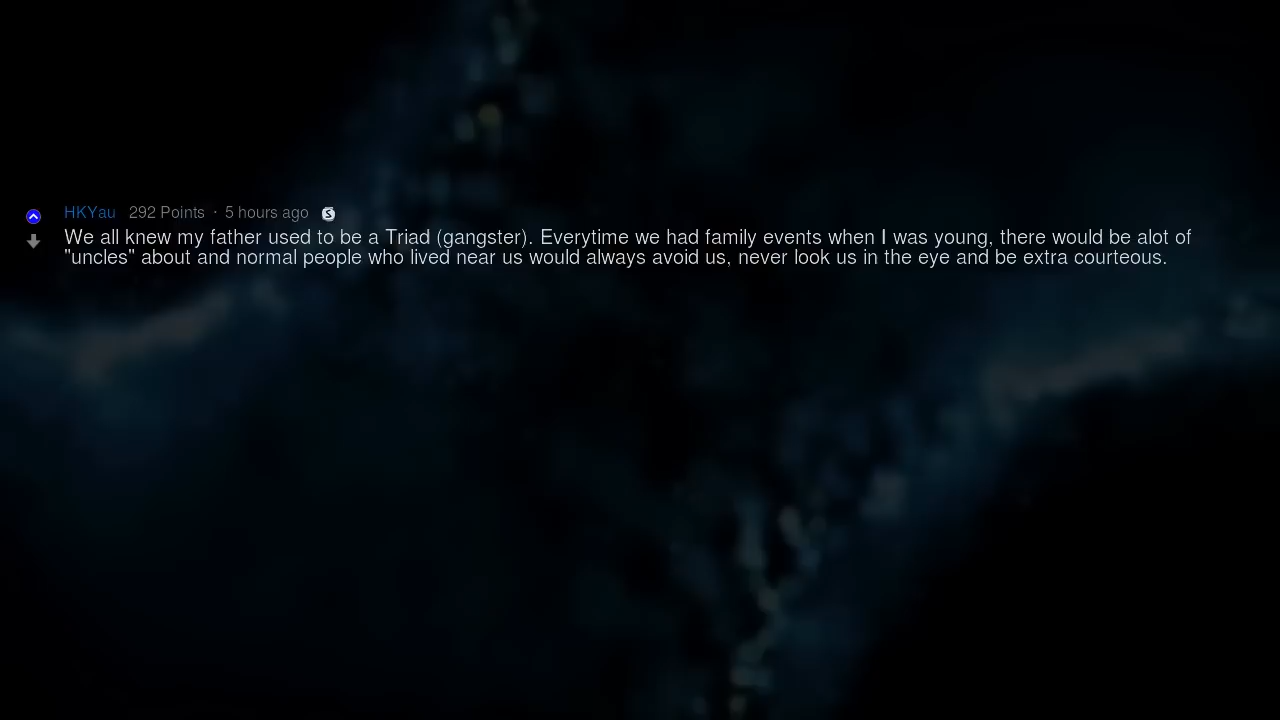 HKYau 292 Points · 5 hours ago S
We all knew my father used to be a Triad (gangster). Everytime we had family events when I was young, there would be alot of
"uncles" about and normal people who lived near us would always avoid us, never look us in the eye and be extra courteous.